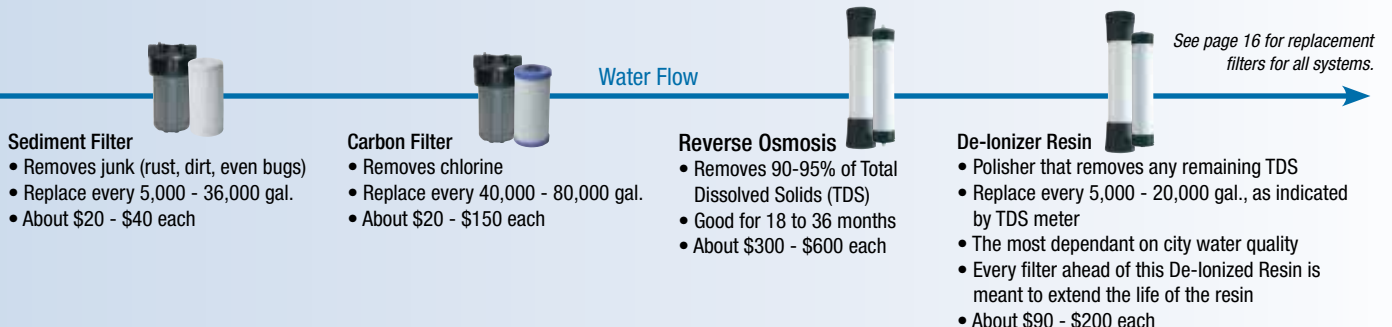 See page 16 for replacement
filters for all systems.
Water Flow
Sediment Filter
• Removes junk (rust, dirt, even bugs)
• Replace every 5,000 - 36,000 gal.
• About $20 - $40 each
Carbon Filter
• Removes chlorine
• Replace every 40,000 - 80,000 gal.
• About $20 - $150 each
Reverse Osmosis
• Removes 90-95% of Total
Dissolved Solids (TDS)
• Good for 18 to 36 months
• About $300 - $600 each
De-Ionizer Resin
• Polisher that removes any remaining TDS
• Replace every 5,000 - 20,000 gal., as indicated
by TDS meter
• The most dependant on city water quality
• Every filter ahead of this De-Ionized Resin is
meant to extend the life of the resin
• About $90 - $200 each